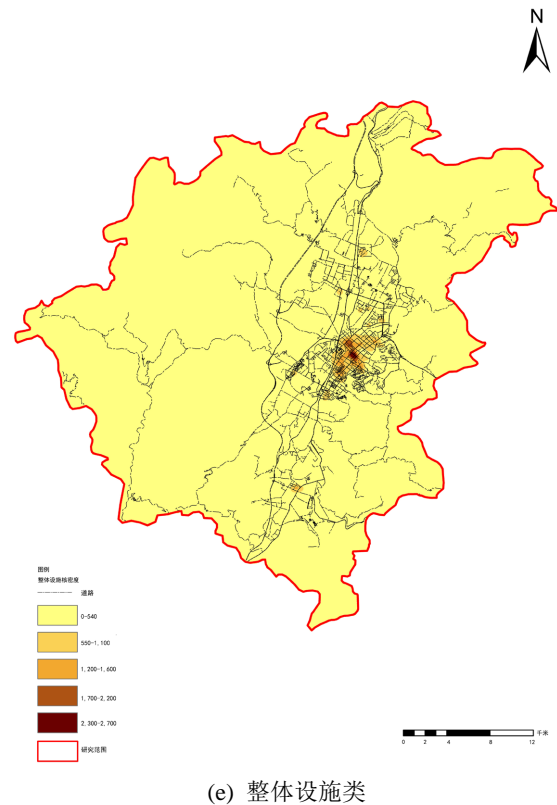 N
图例
整体设施核密度
道路
0-540
550-1,100
1,200-1,600
1,700-2,200
2,300-2,700
研究范围
千米
0 2 4 8 12
(e) 整体设施类